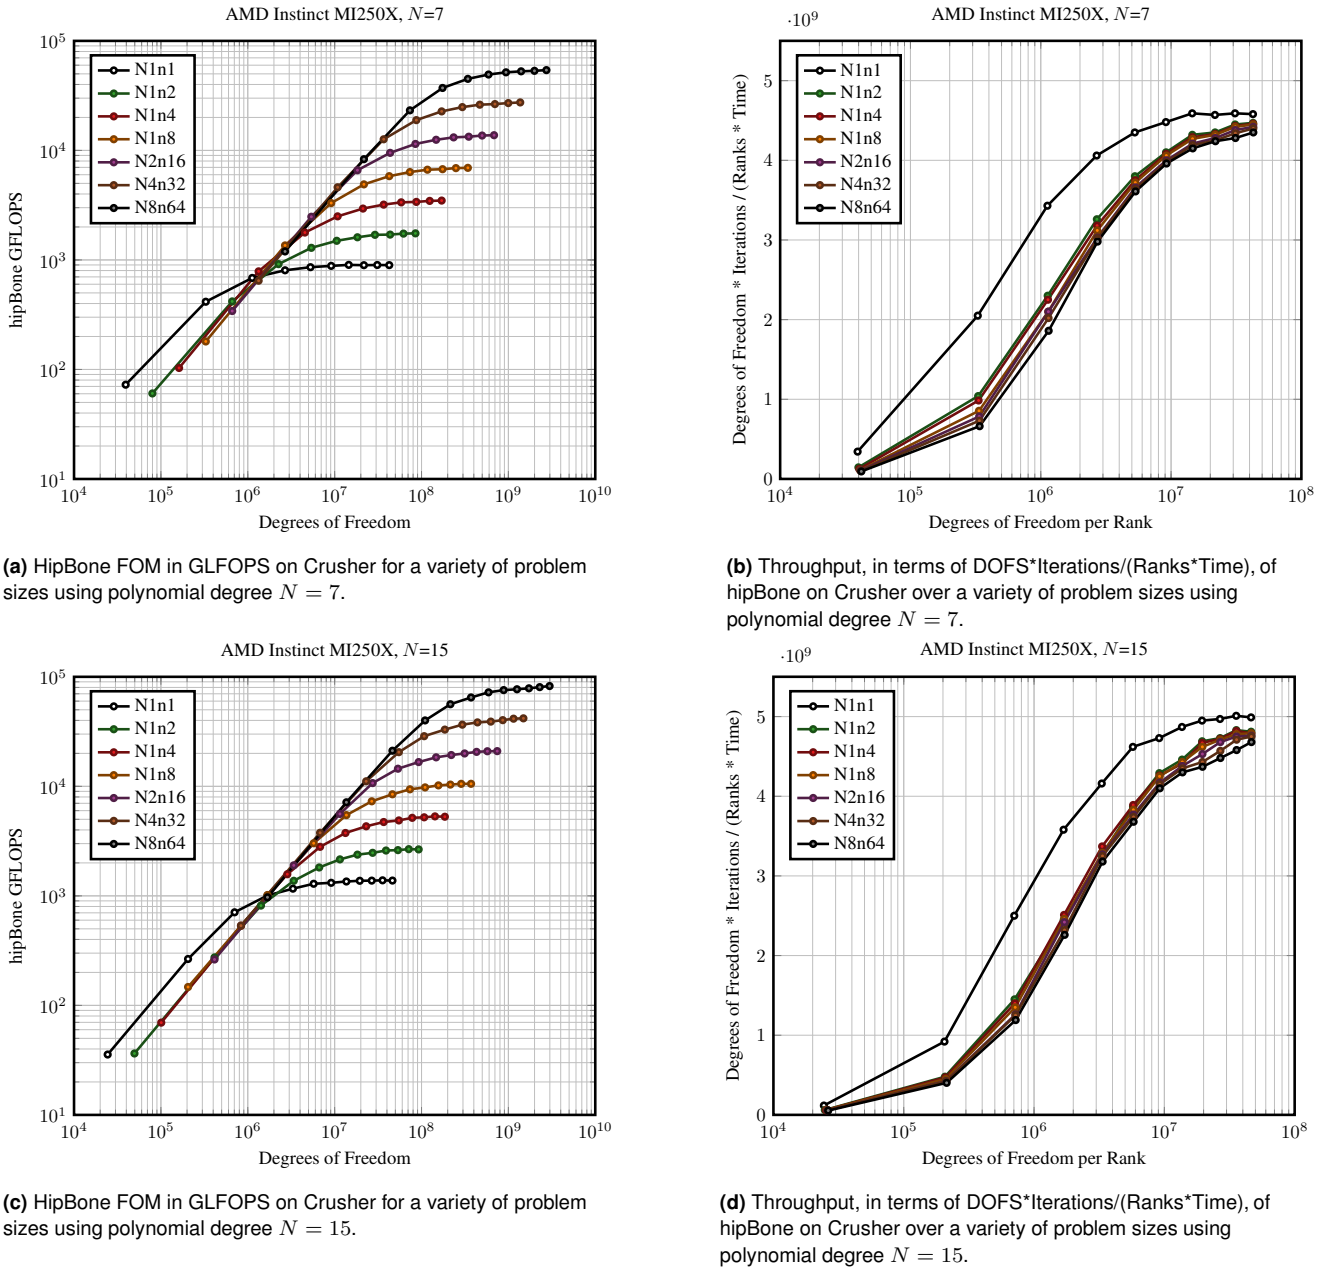 AMD Instinct MI250X, N=7
10^5
10^4
10^3
10^2
10^1
hipBone GFLOPS
N1n1
N1n2
N1n4
N1n8
N2n16
N4n32
N8n64
10^4 10^5 10^6 10^7 10^8 10^9 10^10
Degrees of Freedom
(a) HipBone FOM in GLFOPS on Crusher for a variety of problem
sizes using polynomial degree N = 7.
AMD Instinct MI250X, N=7
·10^9
5
4
3
2
1
0
Degrees of Freedom * Iterations / (Ranks * Time)
N1n1
N1n2
N1n4
N1n8
N2n16
N4n32
N8n64
10^4 10^5 10^6 10^7 10^8
Degrees of Freedom per Rank
(b) Throughput, in terms of DOFS*Iterations/(Ranks*Time), of
hipBone on Crusher over a variety of problem sizes using
polynomial degree N = 7.
AMD Instinct MI250X, N=15
10^5
10^4
10^3
10^2
10^1
hipBone GFLOPS
N1n1
N1n2
N1n4
N1n8
N2n16
N4n32
N8n64
10^4 10^5 10^6 10^7 10^8 10^9 10^10
Degrees of Freedom
(c) HipBone FOM in GLFOPS on Crusher for a variety of problem
sizes using polynomial degree N = 15.
AMD Instinct MI250X, N=15
·10^9
5
4
3
2
1
0
Degrees of Freedom * Iterations / (Ranks * Time)
N1n1
N1n2
N1n4
N1n8
N2n16
N4n32
N8n64
10^4 10^5 10^6 10^7 10^8
Degrees of Freedom per Rank
(d) Throughput, in terms of DOFS*Iterations/(Ranks*Time), of
hipBone on Crusher over a variety of problem sizes using
polynomial degree N = 15.